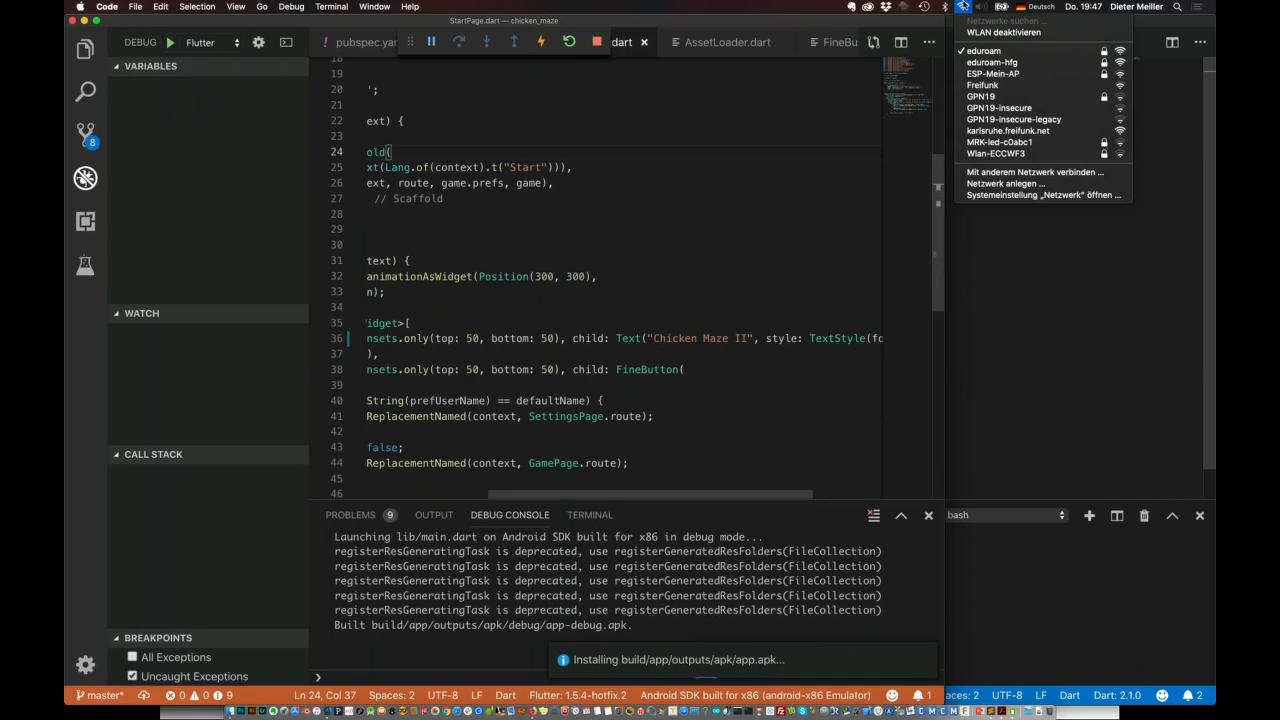 Code File Edit Selection View Go Debug Terminal Window Help
Deutsch Do. 19:47 Dieter Meiller
StartPage.dart — chicken_maze
DEBUG Flutter
pubspec.ya dart AssetLoader.dart FineBu
VARIABLES
WATCH
CALL STACK
BREAKPOINTS
All Exceptions
Uncaught Exceptions
8
18
19
20 ';
21
22 ext) {
23
24 old(
25 xt(Lang.of(context).t("Start"))),
26 ext, route, game.prefs, game),
27 // Scaffold
28
29
30
31 text) {
32 animationAsWidget(Position(300, 300),
33 n);
34
35 idget>[
36 nsets.only(top: 50, bottom: 50), child: Text("Chicken Maze II", style: TextStyle(fo
37 ),
38 nsets.only(top: 50, bottom: 50), child: FineButton(
39
40 String(prefUserName) == defaultName) {
41 ReplacementNamed(context, SettingsPage.route);
42
43 false;
44 ReplacementNamed(context, GamePage.route);
45
46
Netzwerke suchen ...
WLAN deaktivieren
eduroam
eduroam-hfg
ESP-Mein-AP
Freifunk
GPN19
GPN19-insecure
GPN19-insecure-legacy
karlsruhe.freifunk.net
MRK-led-c0abc1
Wlan-ECCWF3
Mit anderem Netzwerk verbinden ...
Netzwerk anlegen ...
Systemeinstellung „Netzwerk“ öffnen ...
PROBLEMS 9 OUTPUT DEBUG CONSOLE TERMINAL
bash
Launching lib/main.dart on Android SDK built for x86 in debug mode...
registerResGeneratingTask is deprecated, use registerGeneratedResFolders(FileCollection)
registerResGeneratingTask is deprecated, use registerGeneratedResFolders(FileCollection)
registerResGeneratingTask is deprecated, use registerGeneratedResFolders(FileCollection)
registerResGeneratingTask is deprecated, use registerGeneratedResFolders(FileCollection)
registerResGeneratingTask is deprecated, use registerGeneratedResFolders(FileCollection)
Built build/app/outputs/apk/debug/app-debug.apk.
Installing build/app/outputs/apk/app.apk...
master* 0 0 9 Ln 24, Col 37 Spaces: 2 UTF-8 LF Dart Flutter: 1.5.4-hotfix.2 Android SDK built for x86 (android-x86 Emulator) 1
aces: 2 UTF-8 LF Dart Dart: 2.1.0 2